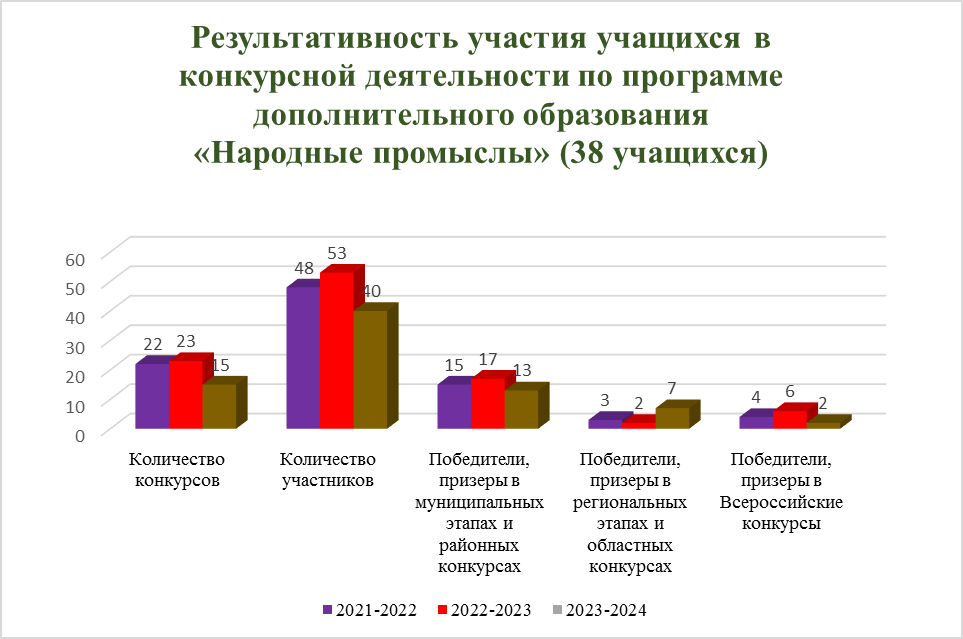 Результативность участия учащихся в
конкурсной деятельности по программе
дополнительного образования
«Народные промыслы» (38 учащихся)
60
50
40
30
20
10
0
22
23
15
48
53
40
15
17
13
3
2
7
4
6
2
Количество
конкурсов
Количество
участников
Победители,
призеры в
муниципальных
этапах и
районных
конкурсах
Победители,
призеры в
региональных
этапах и
областных
конкурсах
Победители,
призеры в
Всероссийские
конкурсы
2021-2022
2022-2023
2023-2024